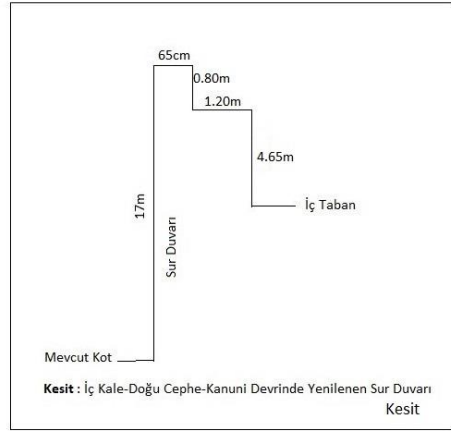 65cm
0.80m
1.20m
4.65m
17m
Sur Duvarı
İç Taban
Mevcut Kot
Kesit : İç Kale-Doğu Cephe-Kanuni Devrinde Yenilenen Sur Duvarı
Kesit